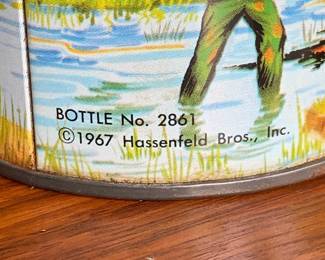 BOTTLE No. 2861
©1967 Hassenfeld Bros., Inc.